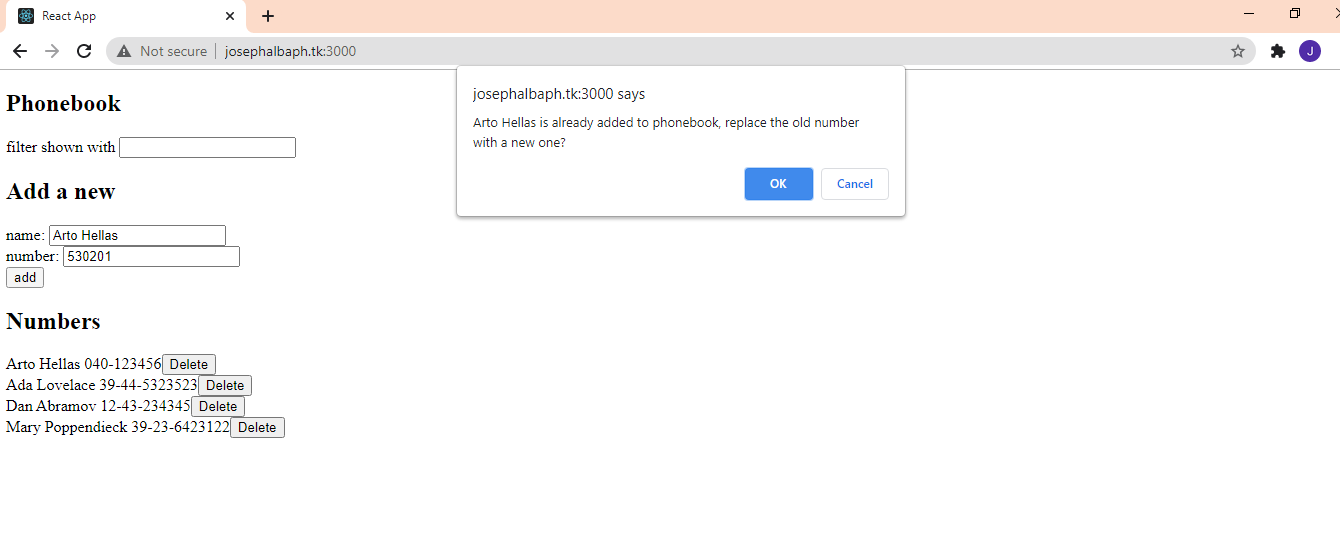 React App
Not secure josephalbaph.tk:3000
J
josephalbaph.tk:3000 says
Arto Hellas is already added to phonebook, replace the old number
with a new one?
OK Cancel
Phonebook
filter shown with
Add a new
name: Arto Hellas
number: 530201
add
Numbers
Arto Hellas 040-123456 Delete
Ada Lovelace 39-44-5323523 Delete
Dan Abramov 12-43-234345 Delete
Mary Poppendieck 39-23-6423122 Delete